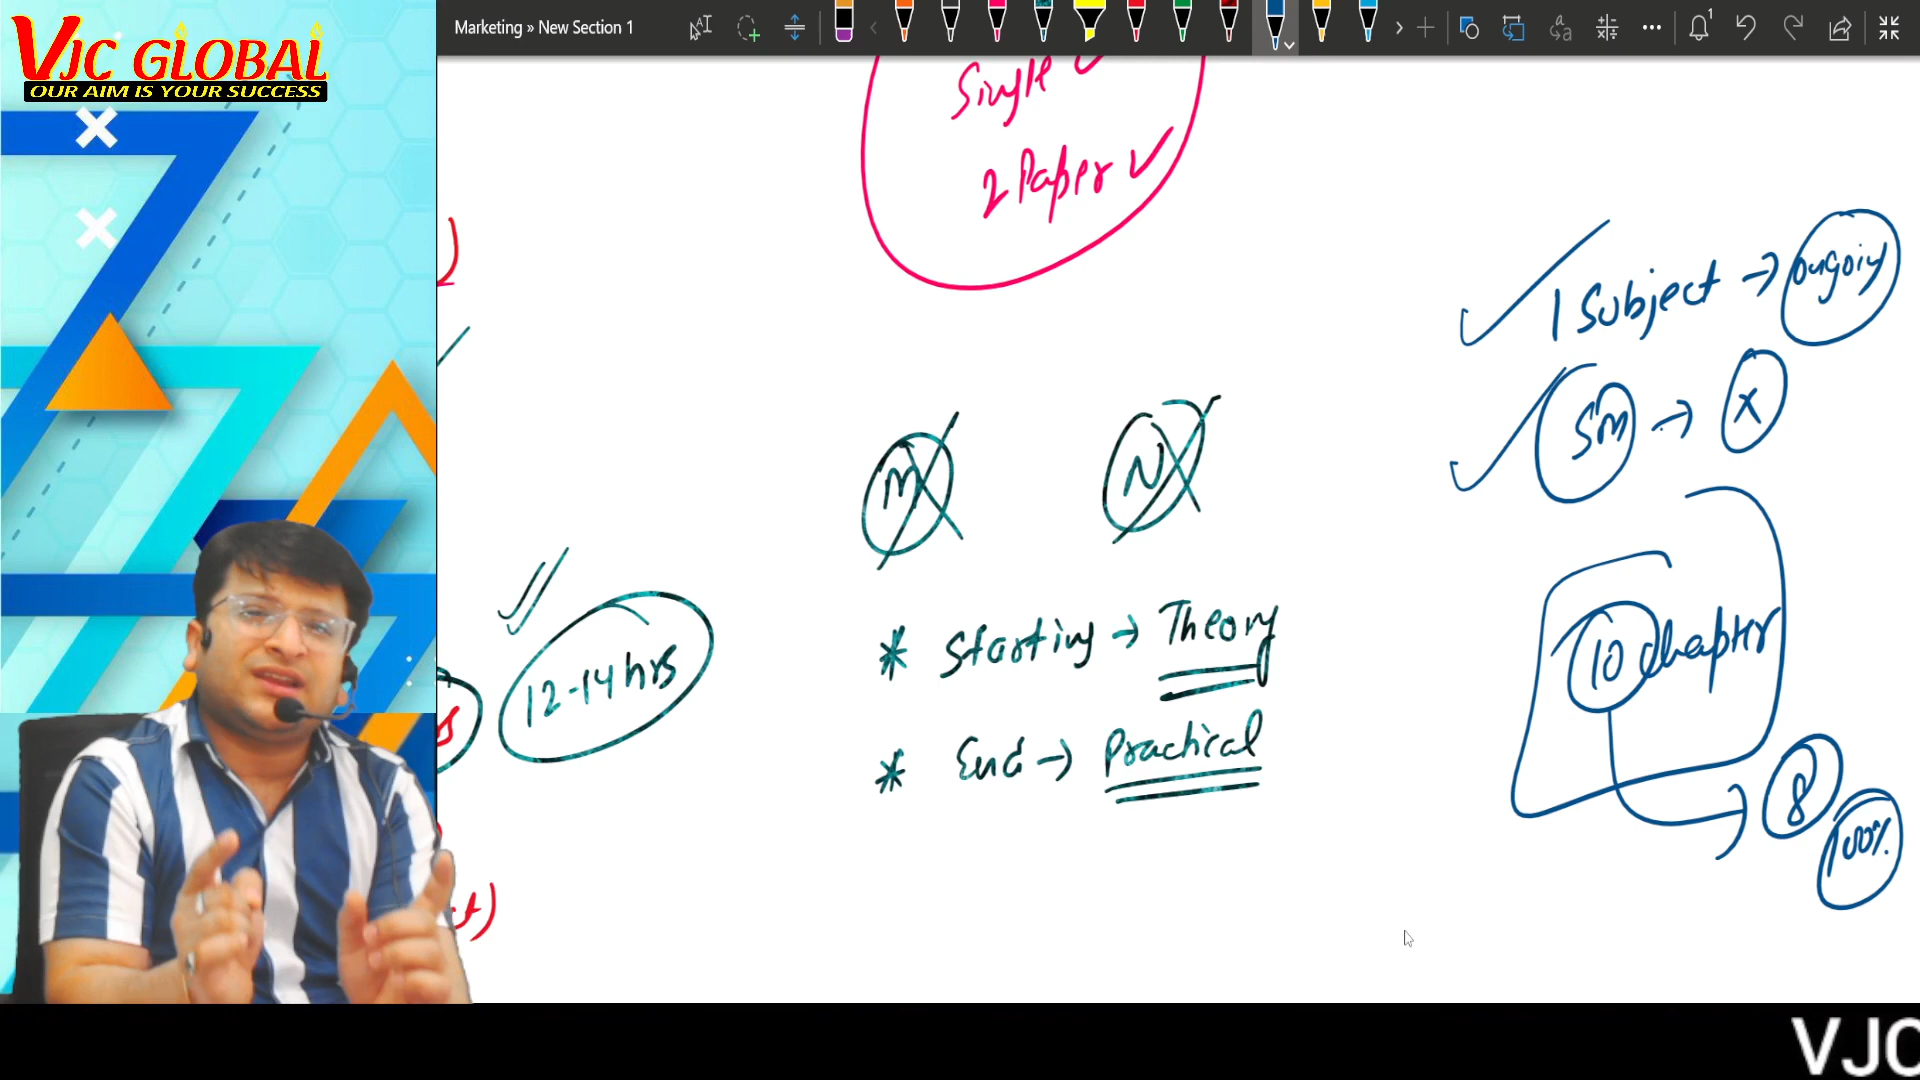 VJC GLOBAL
OUR AIM IS YOUR SUCCESS
Marketing » New Section 1
Single
2 Paper
1 Subject → ongoing
SM → X
M
N
12-14 hrs
* Starting → Theory
* End → Practical
10 Chapter
8
100%
VJC